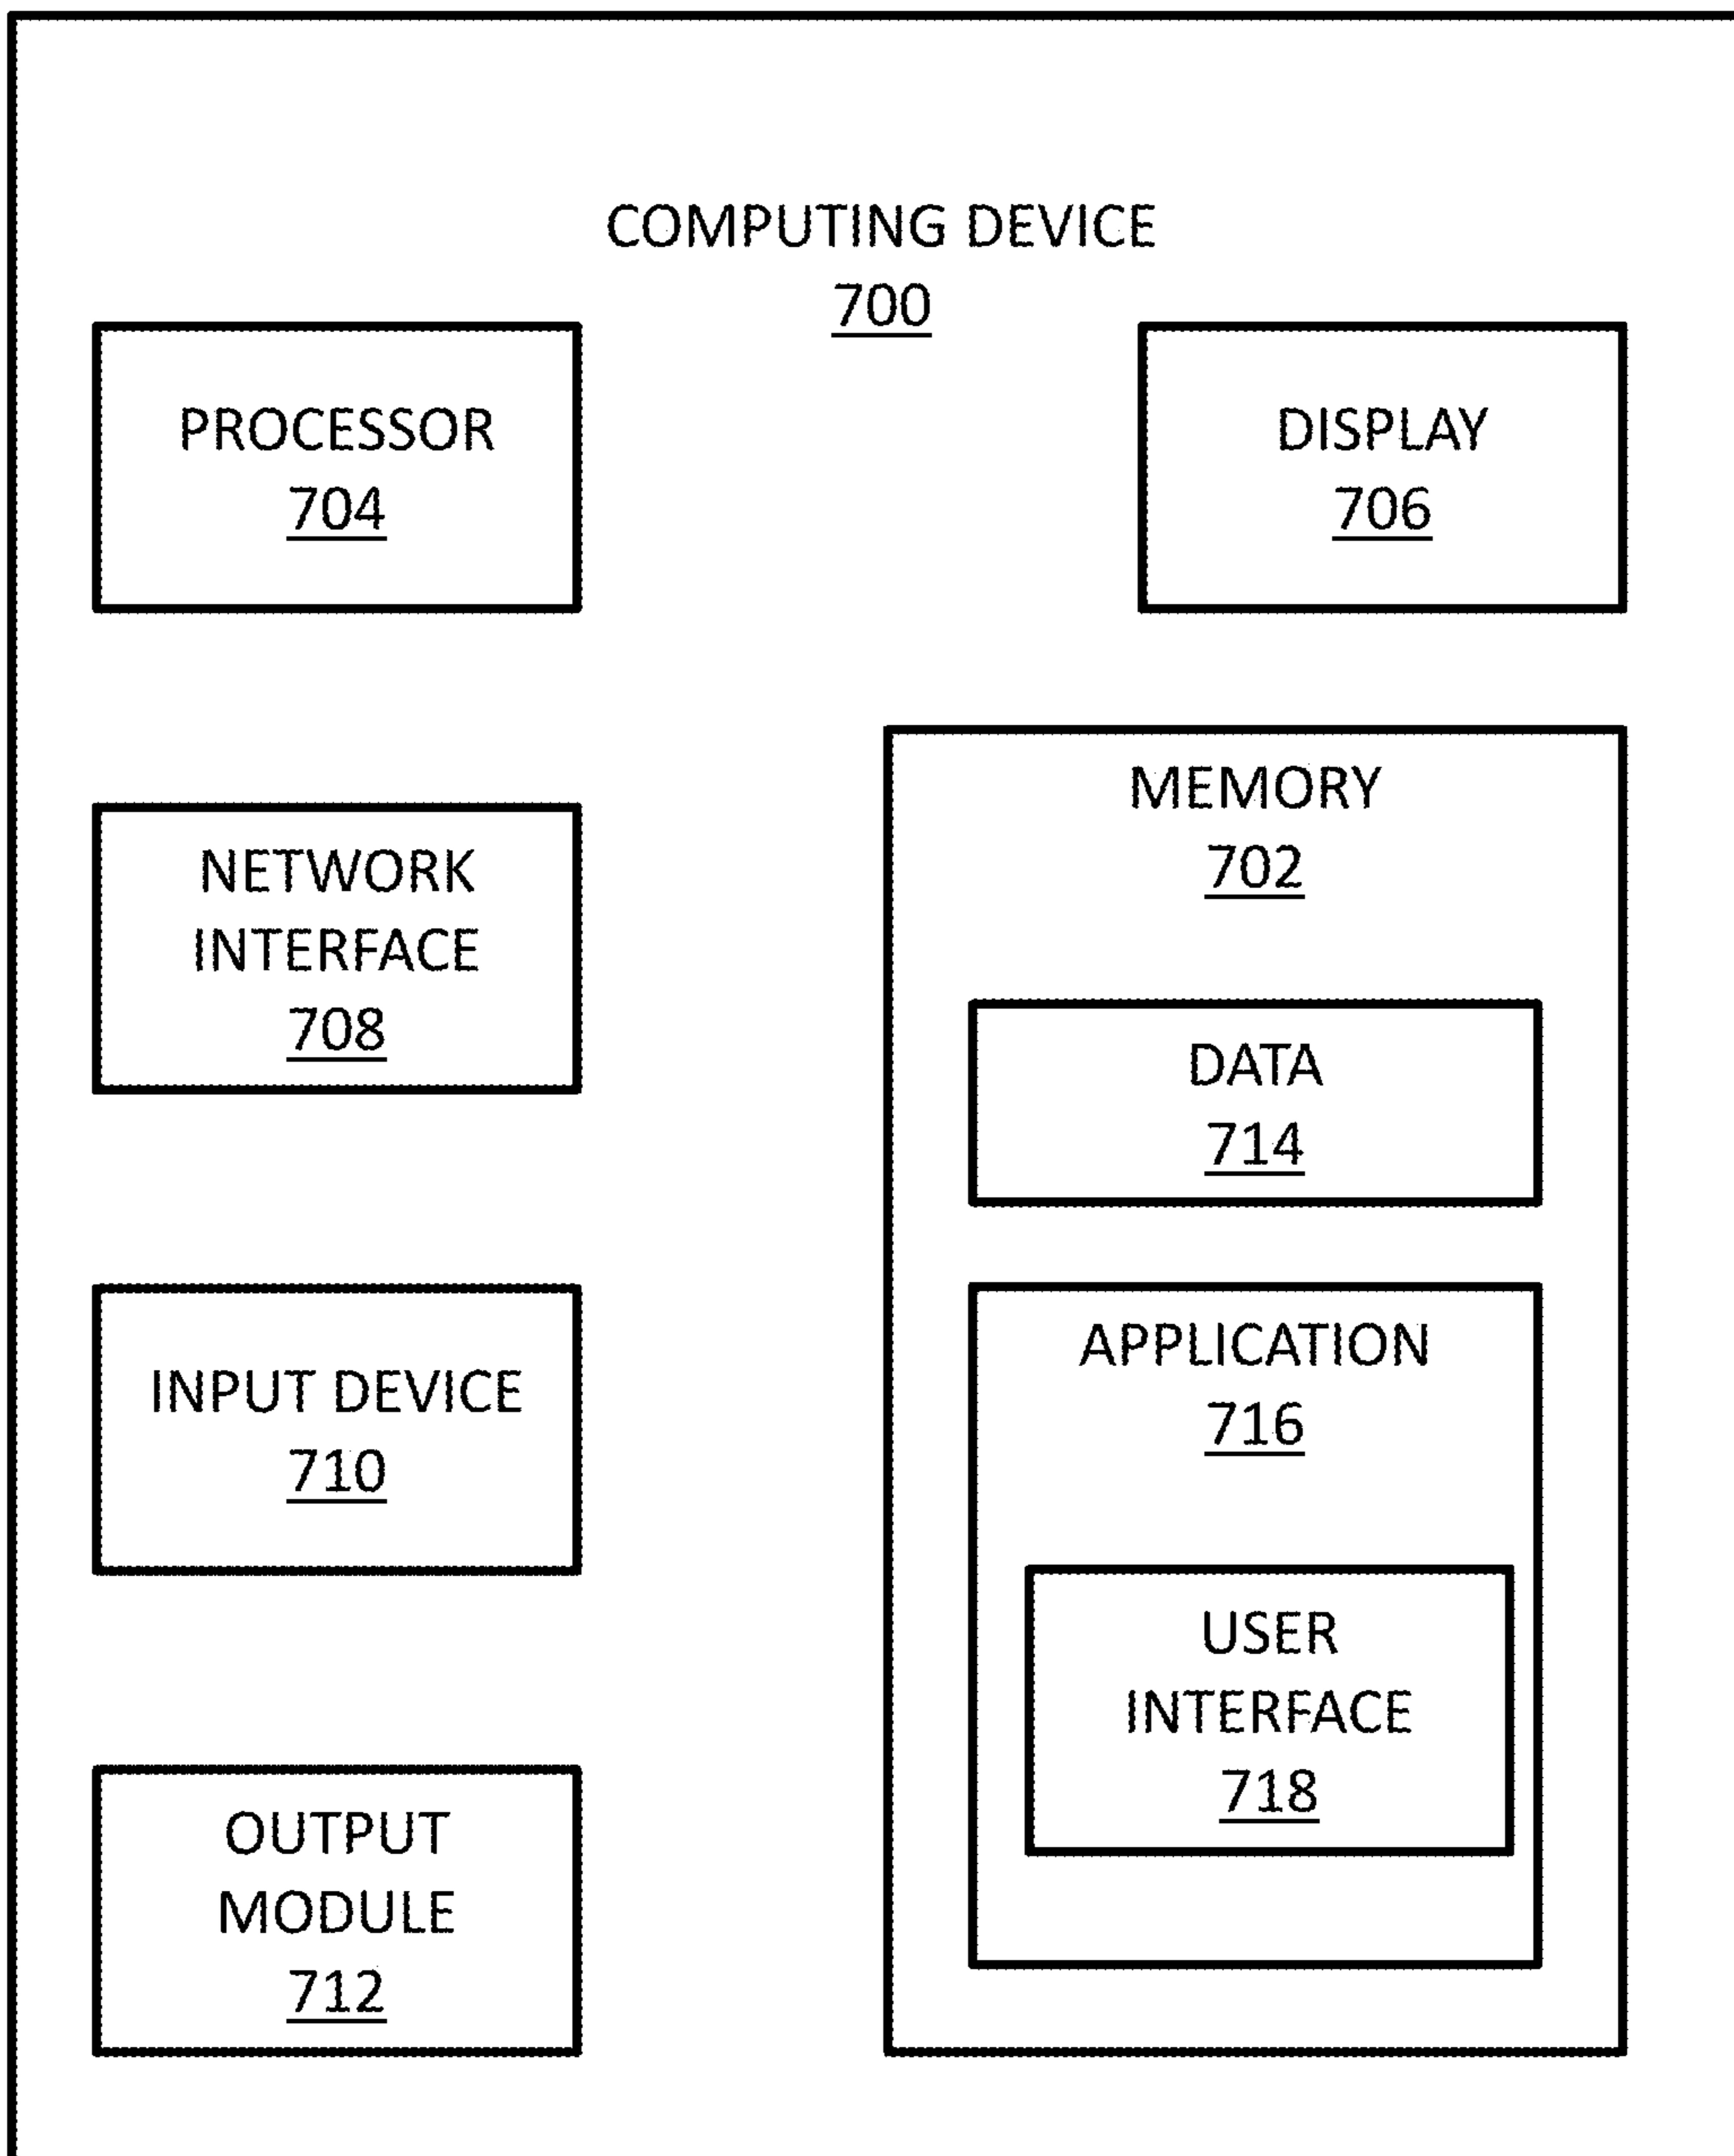 COMPUTING DEVICE
700
PROCESSOR
704
DISPLAY
706
NETWORK
INTERFACE
708
INPUT DEVICE
710
OUTPUT
MODULE
712
MEMORY
702
DATA
714
APPLICATION
716
USER
INTERFACE
718